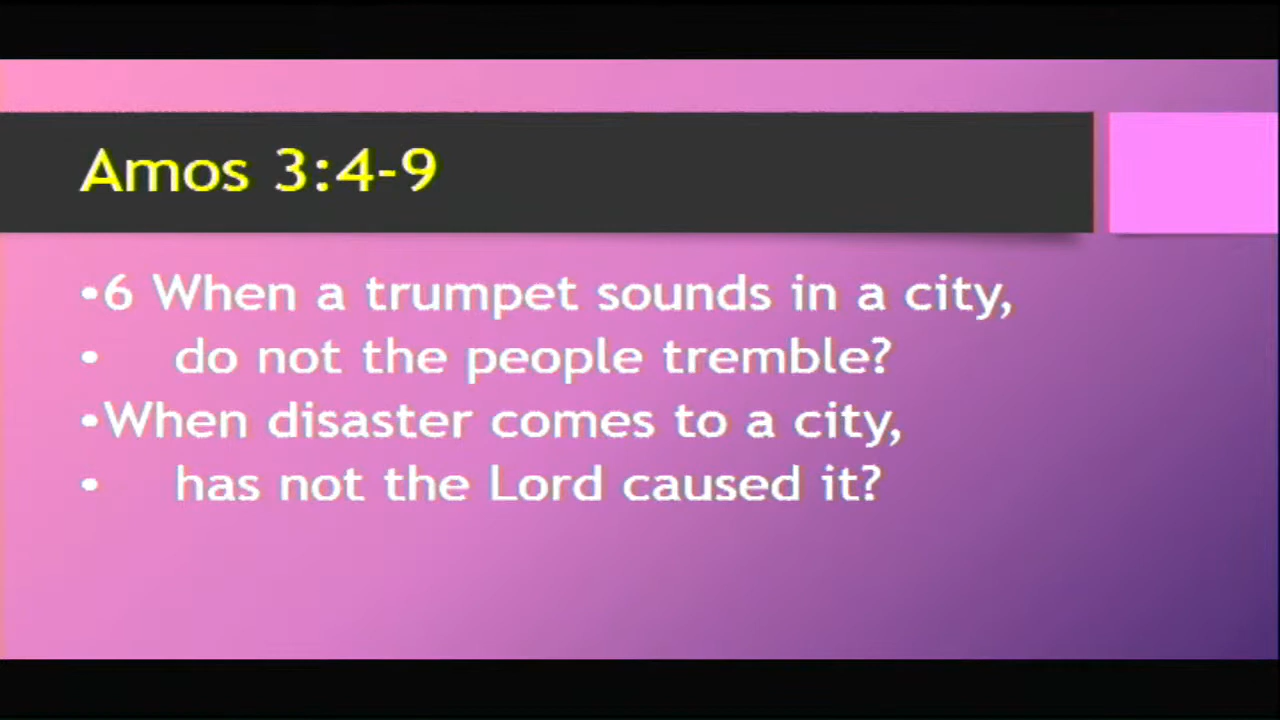 Amos 3:4-9
•6 When a trumpet sounds in a city,
• do not the people tremble?
•When disaster comes to a city,
• has not the Lord caused it?